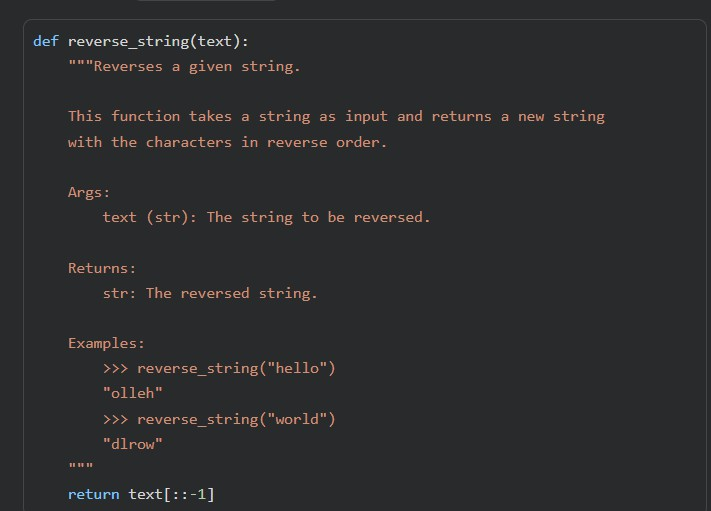 def reverse_string(text):
    """Reverses a given string.

    This function takes a string as input and returns a new string
    with the characters in reverse order.

    Args:
        text (str): The string to be reversed.

    Returns:
        str: The reversed string.

    Examples:
        >>> reverse_string("hello")
        "olleh"
        >>> reverse_string("world")
        "dlrow"
    """
    return text[::-1]